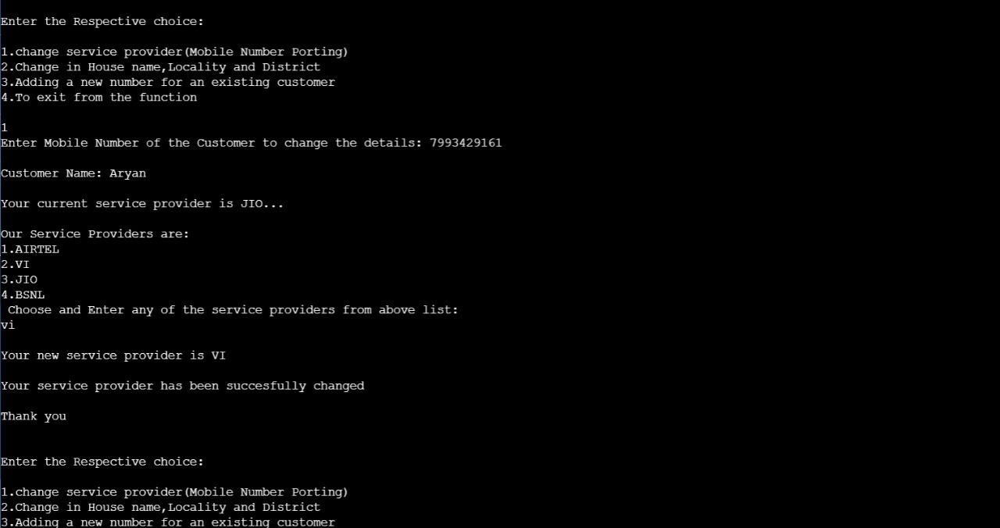 Enter the Respective choice:
1.change service provider(Mobile Number Porting)
2.Change in House name,Locality and District
3.Adding a new number for an existing customer
4.To exit from the function
1
Enter Mobile Number of the Customer to change the details: 7993429161
Customer Name: Aryan
Your current service provider is JIO...
Our Service Providers are:
1.AIRTEL
2.VI
3.JIO
4.BSNL
Choose and Enter any of the service providers from above list:
vi
Your new service provider is VI
Your service provider has been succesfully changed
Thank you
Enter the Respective choice:
1.change service provider(Mobile Number Porting)
2.Change in House name,Locality and District
3.Adding a new number for an existing customer